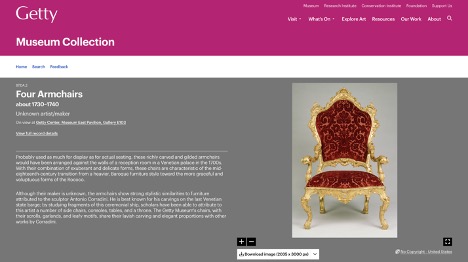 Getty
Museum Research Institute Conservation Institute Foundation Support Us
Visit What's On Explore Art Resources Our Work About
Museum Collection
Home Search Feedback
Four Armchairs
about 1730–1740
Unknown artist/maker
On view at Getty Center, Museum East Pavilion, Gallery E102
View full record details
Probably used as much for display as for actual seating, these richly carved and gilded armchairs
would have been arranged against the walls of a reception room in a Venetian palace in the 1700s.
With their combination of exuberant and delicate forms, these chairs are characteristic of the mid-
eighteenth-century transition from a heavier, Baroque furniture style toward the more graceful and
voluptuous forms of the Rococo.
Although their maker is unknown, the armchairs show strong stylistic similarities to furniture
attributed to the sculptor Antonio Corradini. He is best known for his carvings on the last Venetian
state barge; by studying fragments of this ceremonial ship, scholars have been able to attribute to
this artist a number of side chairs, consoles, tables, and a throne. The Getty Museum's chairs, with
their scrolls, garlands, and leafy motifs, share their lavish carving and elegant proportions with other
works by Corradini.
Download image
No Copyright - United States